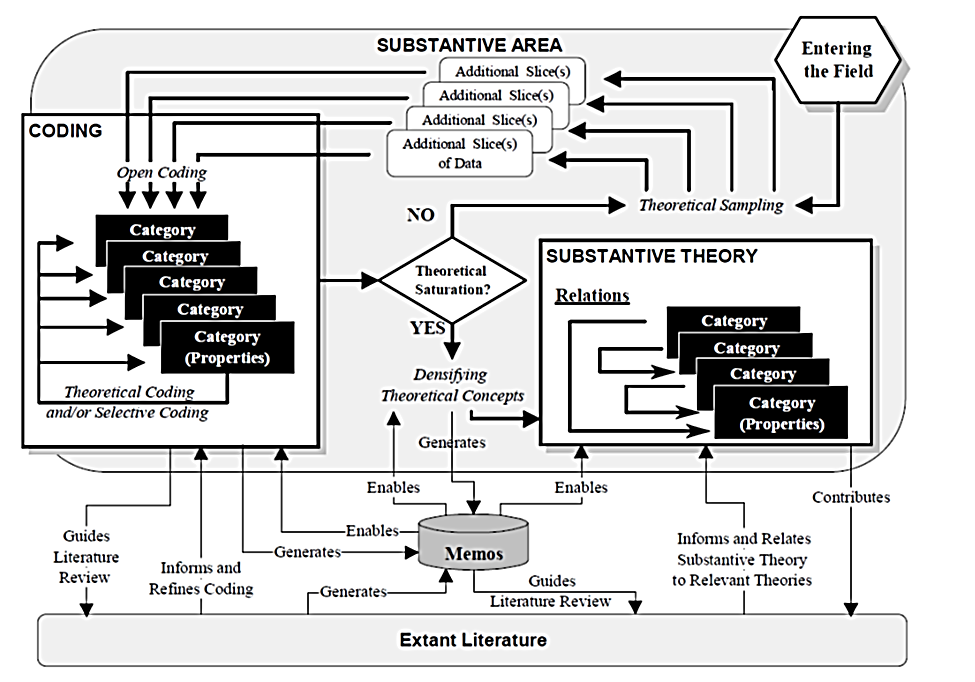 SUBSTANTIVE AREA
Entering
the Field
Additional Slice(s)
Additional Slice(s)
Additional Slice(s)
Additional Slice(s)
of Data
CODING
Open Coding
Category
Category
Category
Category
Category
(Properties)
Theoretical Coding
and/or Selective Coding
NO
Theoretical Sampling
Theoretical
Saturation?
YES
Densifying
Theoretical Concepts
SUBSTANTIVE THEORY
Relations
Category
Category
Category
Category
(Properties)
Generates
Enables
Enables
Contributes
Guides
Literature
Review
Informs and
Refines Coding
Enables
Generates
Memos
Generates
Guides
Literature Review
Informs and Relates
Substantive Theory
to Relevant Theories
Extant Literature